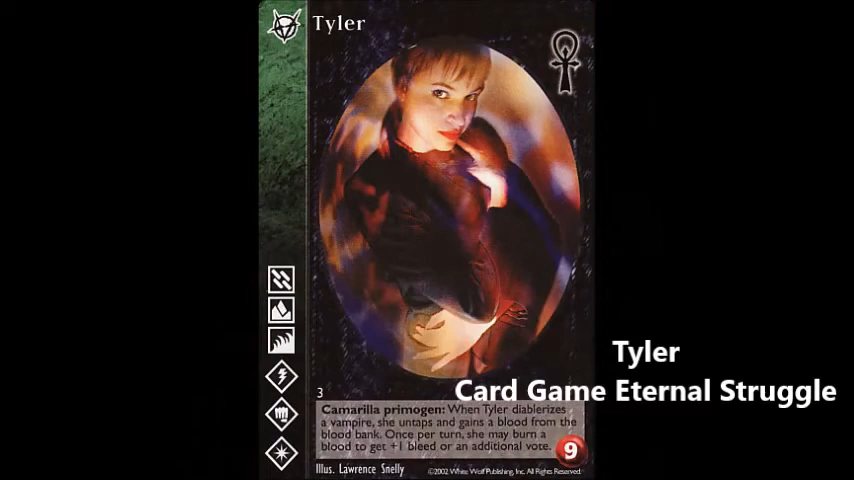 Tyler
3
Camarilla primogen: When Tyler diablerizes
a vampire, she untaps and gains a blood from the
blood bank. Once per turn, she may burn a
blood to get +1 bleed or an additional vote.
9
Illus. Lawrence Snelly
©2002 White Wolf Publishing, Inc. All Rights Reserved.
Tyler
Card Game Eternal Struggle